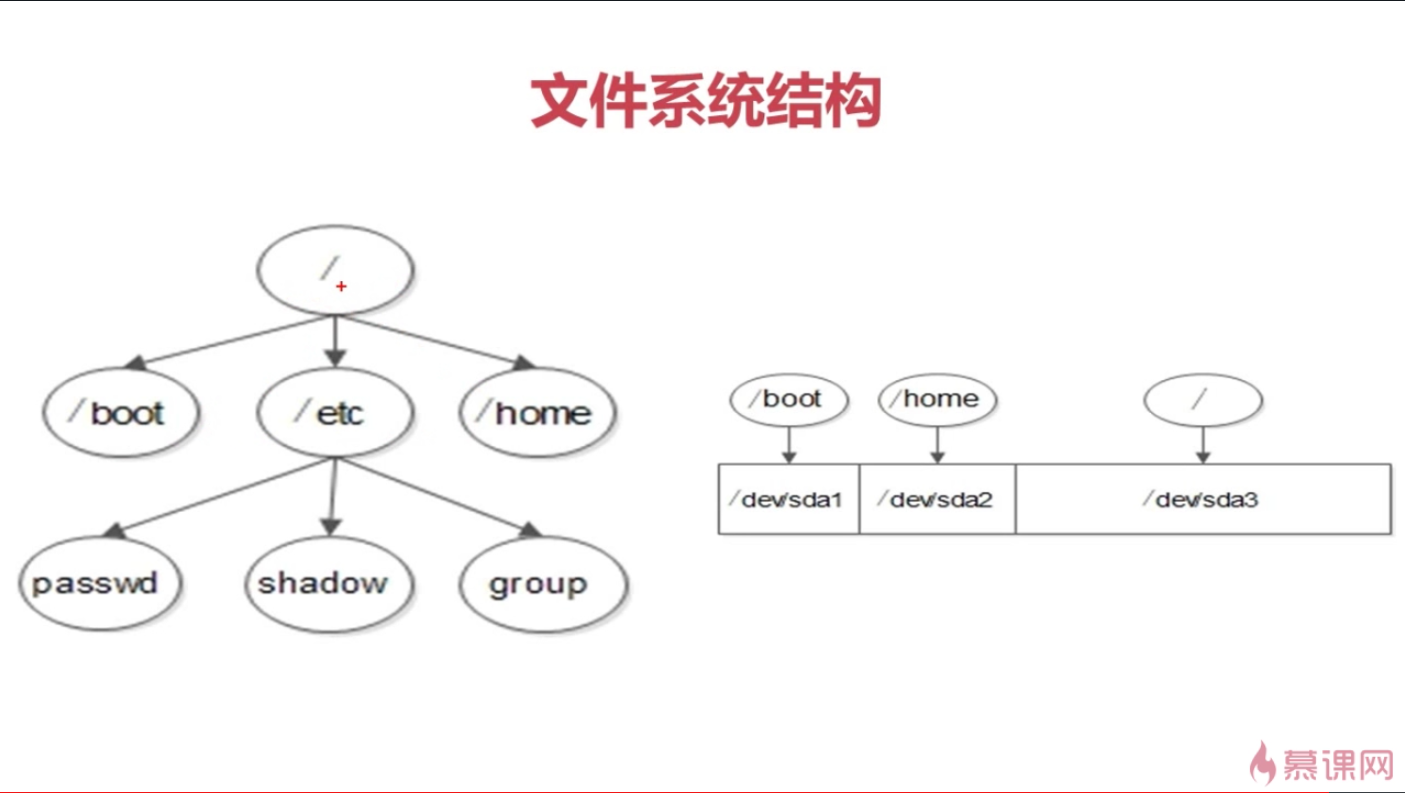 文件系统结构
/
/boot
/etc
/home
passwd
shadow
group
/boot
/home
/
/dev/sda1
/dev/sda2
/dev/sda3
慕课网